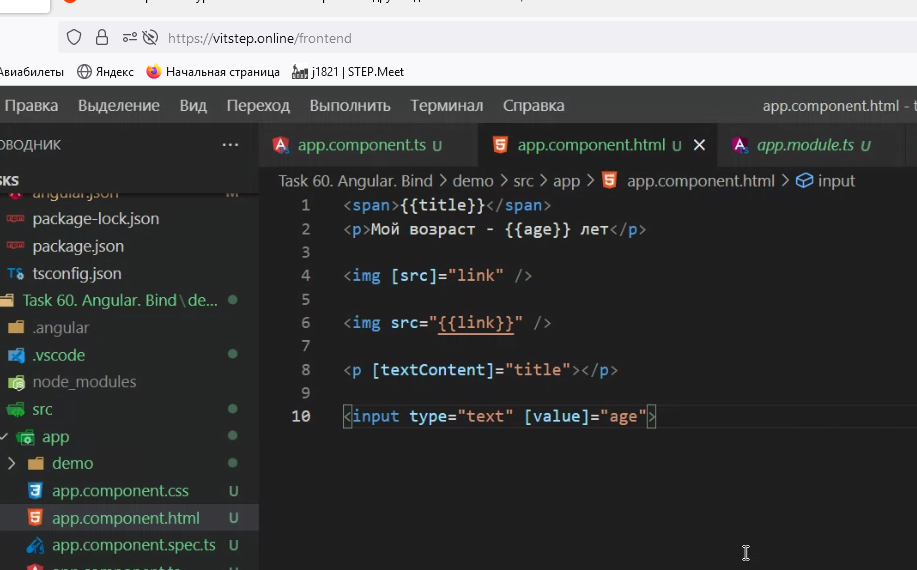 https://vitstep.online/frontend
Авиабилеты Яндекс Начальная страница j1821 | STEP.Meet
Правка Выделение Вид Переход Выполнить Терминал Справка app.component.html - t
ОВОДНИК ...
app.component.ts U app.component.html U app.module.ts U
SKS
Task 60. Angular. Bind > demo > src > app > app.component.html > input
angular.json M
package-lock.json
package.json
tsconfig.json
Task 60. Angular. Bind\de...
.angular
.vscode
node_modules
src
app
demo
app.component.css U
app.component.html U
app.component.spec.ts U
1 <span>{{title}}</span>
2 <p>Мой возраст - {{age}} лет</p>
3
4 <img [src]="link" />
5
6 <img src="{{link}}" />
7
8 <p [textContent]="title"></p>
9
10 <input type="text" [value]="age">